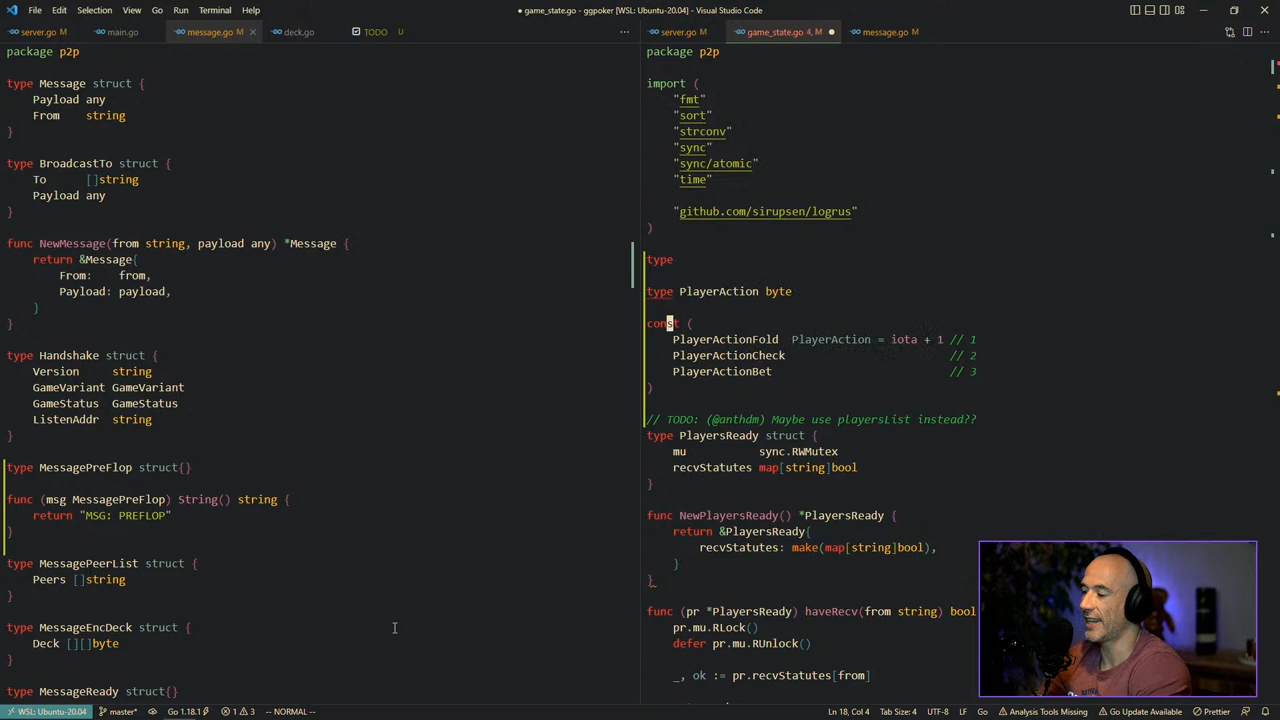 File Edit Selection View Go Run Terminal Help
● game_state.go - ggpoker [WSL: Ubuntu-20.04] - Visual Studio Code
server.go M main.go message.go M × deck.go TODO U ...
server.go M game_state.go 4, M ● message.go M ...
package p2p
type Message struct {
Payload any
From string
}
type BroadcastTo struct {
To []string
Payload any
}
func NewMessage(from string, payload any) *Message {
return &Message{
From: from,
Payload: payload,
}
}
type Handshake struct {
Version string
GameVariant GameVariant
GameStatus GameStatus
ListenAddr string
}
type MessagePreFlop struct{}
func (msg MessagePreFlop) String() string {
return "MSG: PREFLOP"
}
type MessagePeerList struct {
Peers []string
}
type MessageEncDeck struct {
Deck [][]byte
}
type MessageReady struct{}
package p2p
import (
"fmt"
"sort"
"strconv"
"sync"
"sync/atomic"
"time"
"github.com/sirupsen/logrus"
)
type
type PlayerAction byte
const (
PlayerActionFold PlayerAction = iota + 1 // 1
PlayerActionCheck // 2
PlayerActionBet // 3
)
// TODO: (@anthdm) Maybe use playersList instead??
type PlayersReady struct {
mu sync.RWMutex
recvStatutes map[string]bool
}
func NewPlayersReady() *PlayersReady {
return &PlayersReady{
recvStatutes: make(map[string]bool),
}
}
func (pr *PlayersReady) haveRecv(from string) bool
pr.mu.RLock()
defer pr.mu.RUnlock()
_, ok := pr.recvStatutes[from]
WSL: Ubuntu-20.04 master* Go 1.18.1 1 3 -- NORMAL -- Ln 18, Col 4 Tab Size: 4 UTF-8 LF Go Analysis Tools Missing Go Update Available Prettier